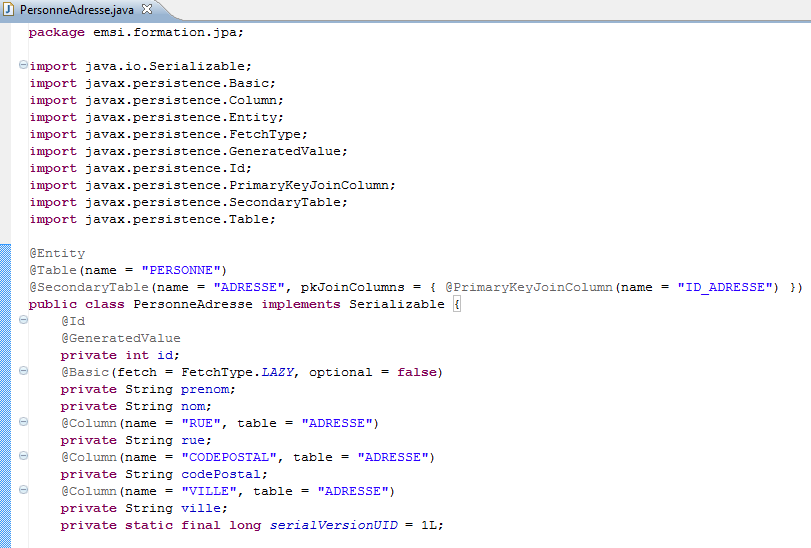 PersonneAdresse.java
package emsi.formation.jpa;
import java.io.Serializable;
import javax.persistence.Basic;
import javax.persistence.Column;
import javax.persistence.Entity;
import javax.persistence.FetchType;
import javax.persistence.GeneratedValue;
import javax.persistence.Id;
import javax.persistence.PrimaryKeyJoinColumn;
import javax.persistence.SecondaryTable;
import javax.persistence.Table;
@Entity
@Table(name = "PERSONNE")
@SecondaryTable(name = "ADRESSE", pkJoinColumns = { @PrimaryKeyJoinColumn(name = "ID_ADRESSE") })
public class PersonneAdresse implements Serializable {
@Id
@GeneratedValue
private int id;
@Basic(fetch = FetchType.LAZY, optional = false)
private String prenom;
private String nom;
@Column(name = "RUE", table = "ADRESSE")
private String rue;
@Column(name = "CODEPOSTAL", table = "ADRESSE")
private String codePostal;
@Column(name = "VILLE", table = "ADRESSE")
private String ville;
private static final long serialVersionUID = 1L;